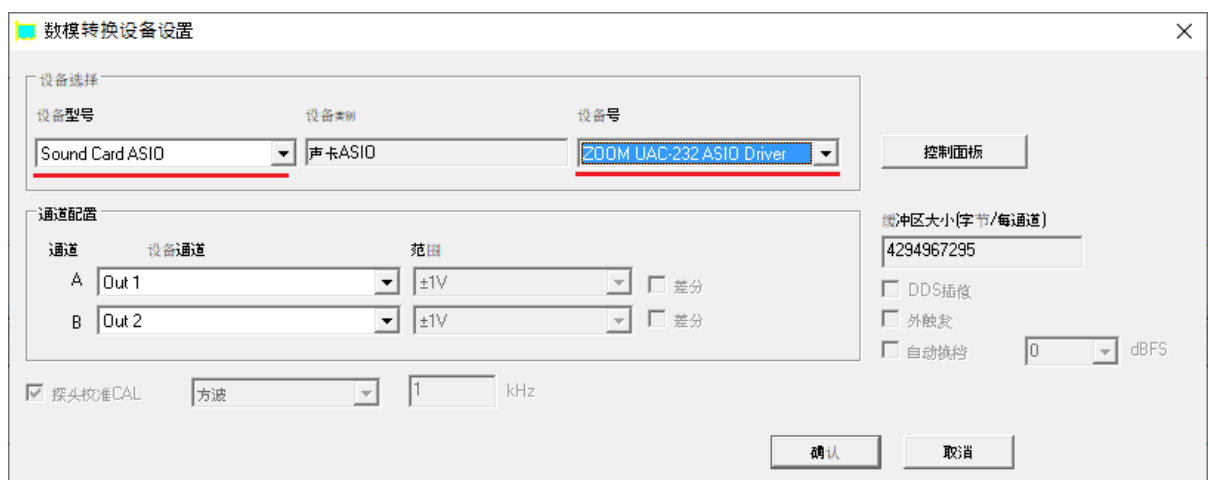 数模转换设备设置
设备选择
设备型号 设备类别 设备号
Sound Card ASIO 声卡ASIO ZOOM UAC-232 ASIO Driver 控制面板
通道配置 缓冲区大小(字节/每通道)
通道 设备通道 范围 4294967295
A Out 1 ±1V 差分 DDS插值
B Out 2 ±1V 差分 外触发
自动换档 0 dBFS
探头校准CAL 方波 1 kHz
确认 取消